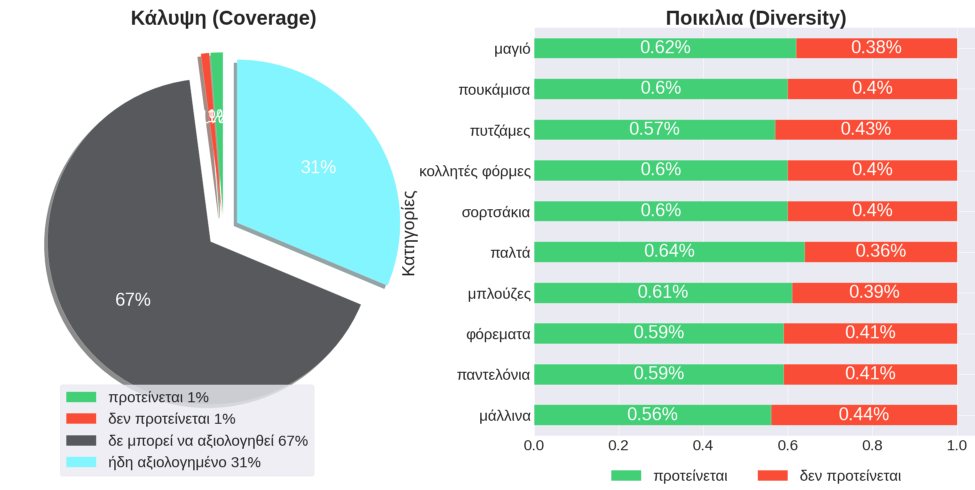 Κάλυψη (Coverage)
31%
67%
προτείνεται 1%
δεν προτείνεται 1%
δε μπορεί να αξιολογηθεί 67%
ήδη αξιολογημένο 31%
Ποικιλια (Diversity)
Κατηγορίες
μαγιό 0.62% 0.38%
πουκάμισα 0.6% 0.4%
πυτζάμες 0.57% 0.43%
κολλητές φόρμες 0.6% 0.4%
σορτσάκια 0.6% 0.4%
παλτά 0.64% 0.36%
μπλούζες 0.61% 0.39%
φόρεματα 0.59% 0.41%
παντελόνια 0.59% 0.41%
μάλλινα 0.56% 0.44%
0.0 0.2 0.4 0.6 0.8 1.0
προτείνεται δεν προτείνεται